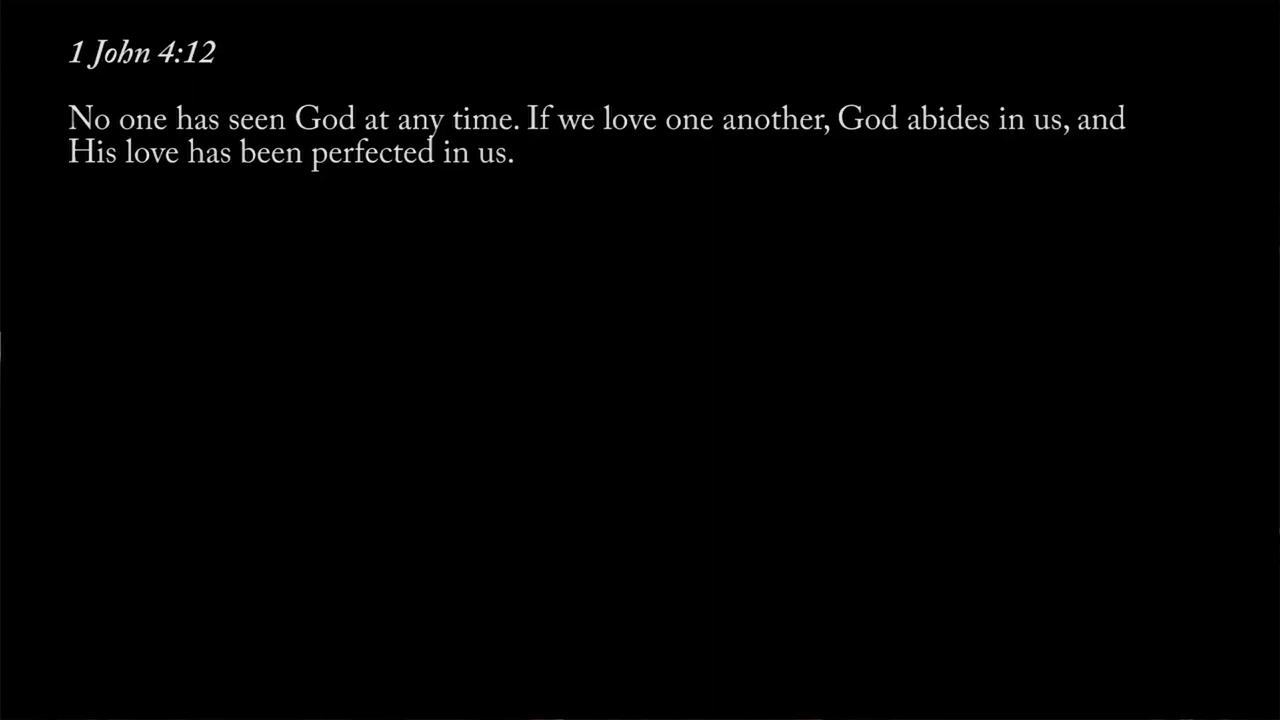 1 John 4:12
No one has seen God at any time. If we love one another, God abides in us, and
His love has been perfected in us.